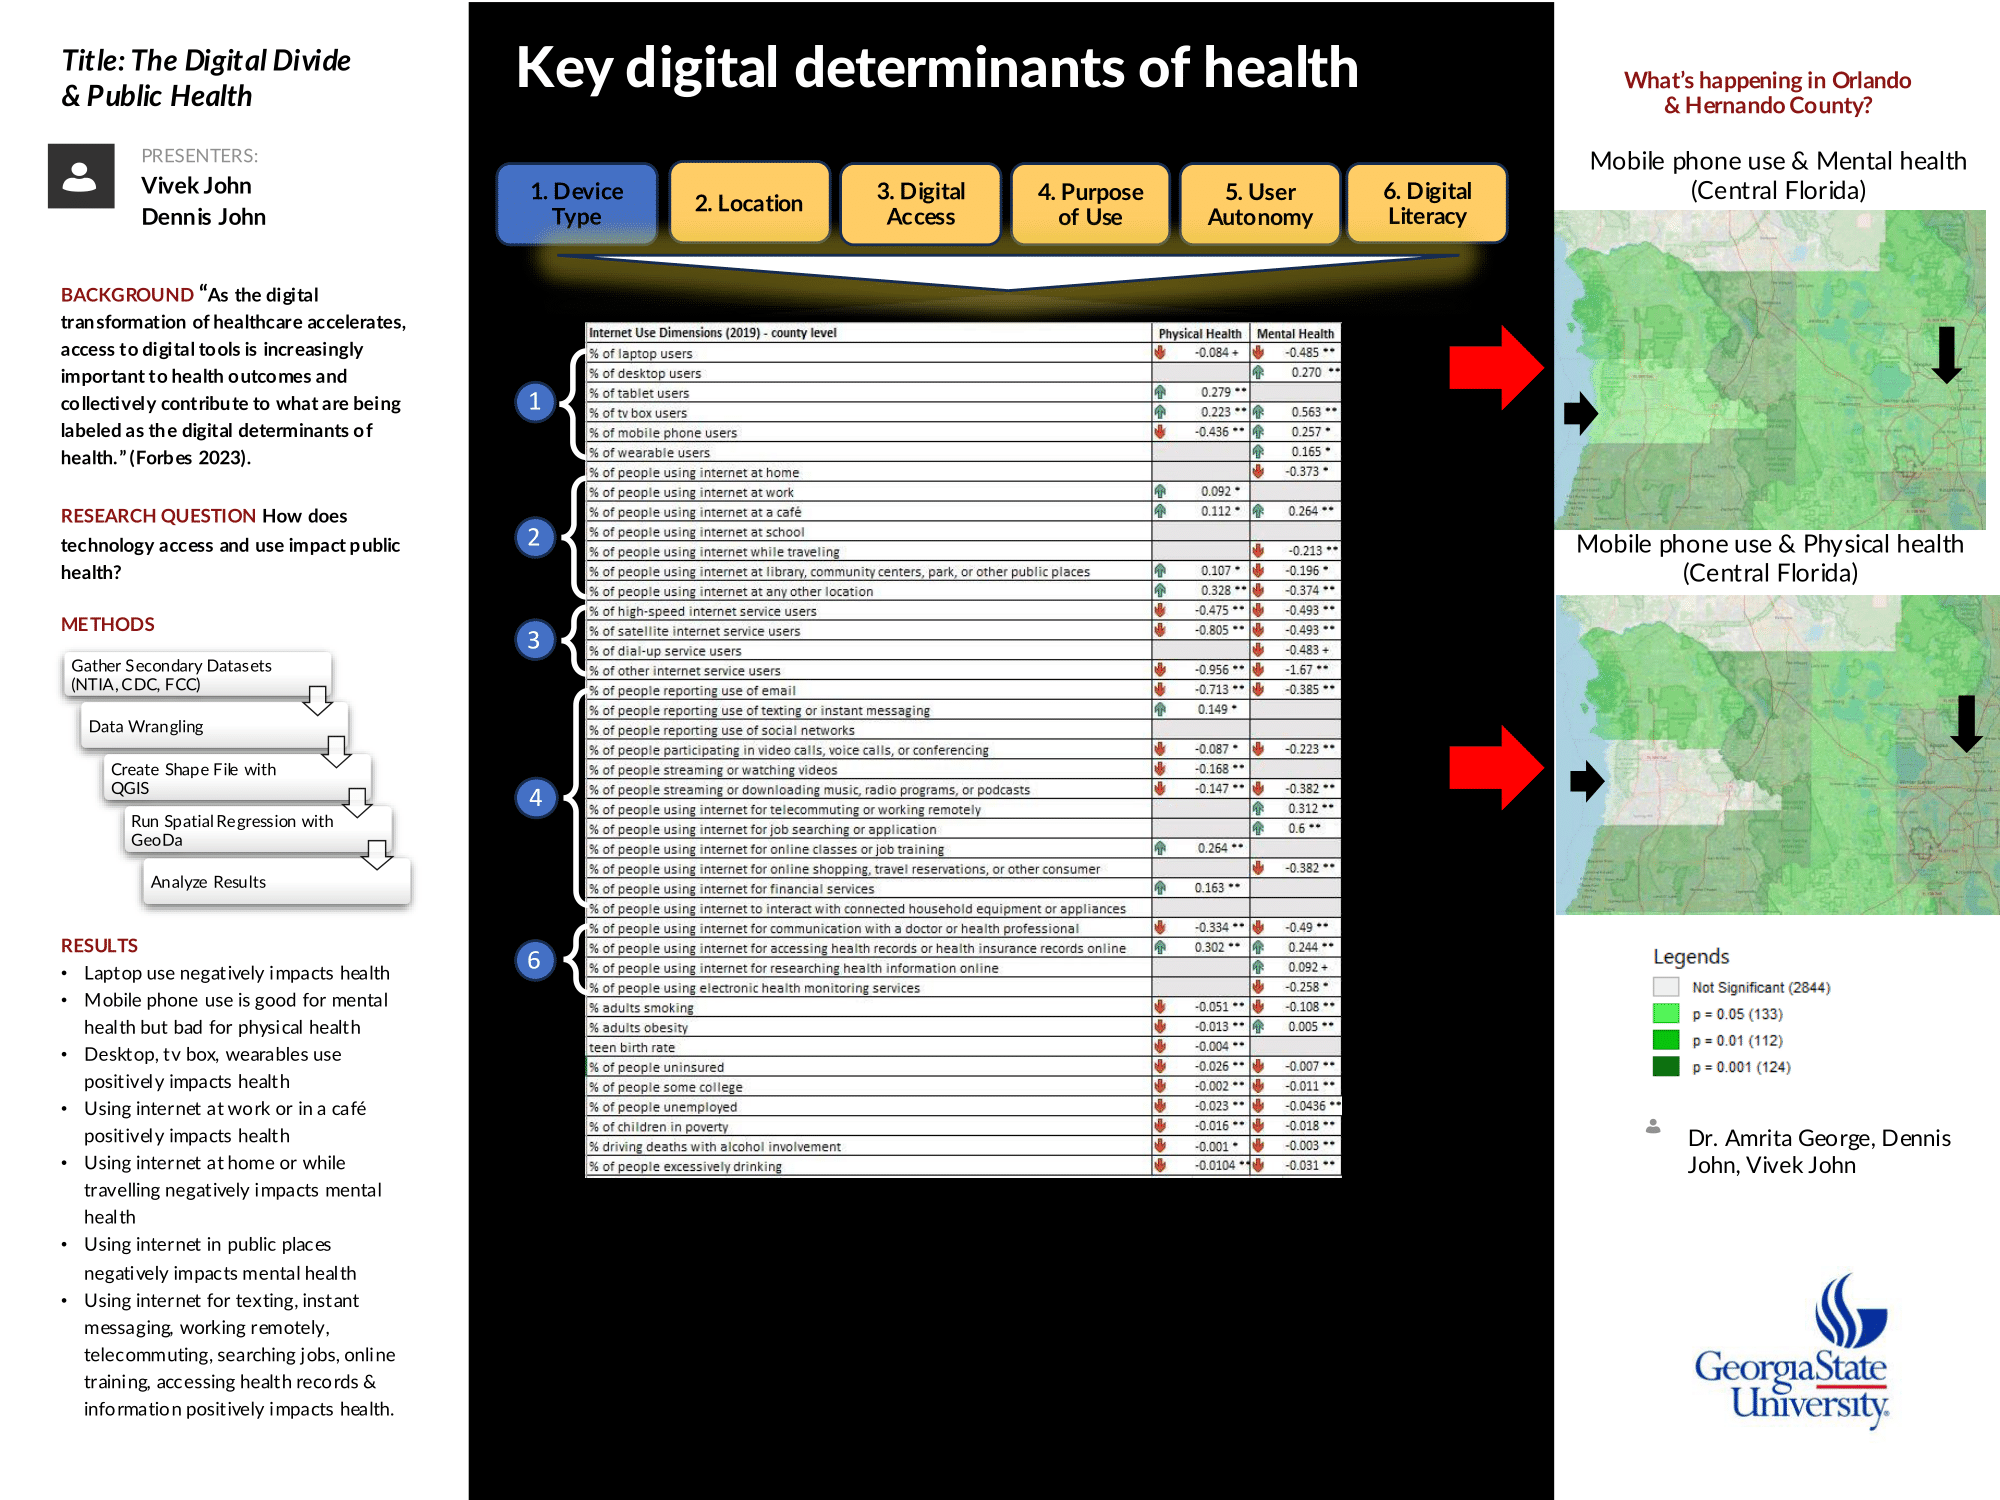 Title: The Digital Divide
& Public Health
PRESENTERS:
Vivek John
Dennis John
BACKGROUND “As the digital
transformation of healthcare accelerates,
access to digital tools is increasingly
important to health outcomes and
collectively contribute to what are being
labeled as the digital determinants of
health.” (Forbes 2023).
RESEARCH QUESTION How does
technology access and use impact public
health?
METHODS
Gather Secondary Datasets
(NTIA, CDC, FCC)
Data Wrangling
Create Shape File with
QGIS
Run Spatial Regression with
GeoDa
Analyze Results
RESULTS
• Laptop use negatively impacts health
• Mobile phone use is good for mental
health but bad for physical health
• Desktop, tv box, wearables use
positively impacts health
• Using internet at work or in a café
positively impacts health
• Using internet at home or while
travelling negatively impacts mental
health
• Using internet in public places
negatively impacts mental health
• Using internet for texting, instant
messaging, working remotely,
telecommuting, searching jobs, online
training, accessing health records &
information positively impacts health.
Key digital determinants of health
1. Device
Type
2. Location
3. Digital
Access
4. Purpose
of Use
5. User
Autonomy
6. Digital
Literacy
Internet Use Dimensions (2019) - county level Physical Health Mental Health
1
2
3
4
6
% of laptop users -0.084 + -0.485 **
% of desktop users 0.270 **
% of tablet users 0.279 **
% of tv box users 0.223 ** 0.563 **
% of mobile phone users -0.436 ** 0.257 *
% of wearable users 0.165 *
% of people using internet at home -0.373 *
% of people using internet at work 0.092 *
% of people using internet at a café 0.112 * 0.264 **
% of people using internet at school
% of people using internet while traveling -0.213 **
% of people using internet at library, community centers, park, or other public places 0.107 * -0.196 *
% of people using internet at any other location 0.328 ** -0.374 **
% of high-speed internet service users -0.475 ** -0.493 **
% of satellite internet service users -0.805 ** -0.493 **
% of dial-up service users -0.483 +
% of other internet service users -0.956 ** -1.67 **
% of people reporting use of email -0.713 ** -0.385 **
% of people reporting use of texting or instant messaging 0.149 *
% of people reporting use of social networks
% of people participating in video calls, voice calls, or conferencing -0.087 * -0.223 **
% of people streaming or watching videos -0.168 **
% of people streaming or downloading music, radio programs, or podcasts -0.147 ** -0.382 **
% of people using internet for telecommuting or working remotely 0.312 **
% of people using internet for job searching or application 0.6 **
% of people using internet for online classes or job training 0.264 **
% of people using internet for online shopping, travel reservations, or other consumer -0.382 **
% of people using internet for financial services 0.163 **
% of people using internet to interact with connected household equipment or appliances
% of people using internet for communication with a doctor or health professional -0.334 ** -0.49 **
% of people using internet for accessing health records or health insurance records online 0.302 ** 0.244 **
% of people using internet for researching health information online 0.092 +
% of people using electronic health monitoring services -0.258 *
% adults smoking -0.051 ** -0.108 **
% adults obesity -0.013 ** 0.005 **
teen birth rate -0.004 **
% of people uninsured -0.026 ** -0.007 **
% of people some college -0.002 ** -0.011 **
% of people unemployed -0.023 ** -0.0436 **
% of children in poverty -0.016 ** -0.018 **
% driving deaths with alcohol involvement -0.001 * -0.003 **
% of people excessively drinking -0.0104 ** -0.031 **
What’s happening in Orlando
& Hernando County?
Mobile phone use & Mental health
(Central Florida)
Mobile phone use & Physical health
(Central Florida)
Legends
Not Significant (2844)
p = 0.05 (133)
p = 0.01 (112)
p = 0.001 (124)
Dr. Amrita George, Dennis
John, Vivek John
GeorgiaState
University.